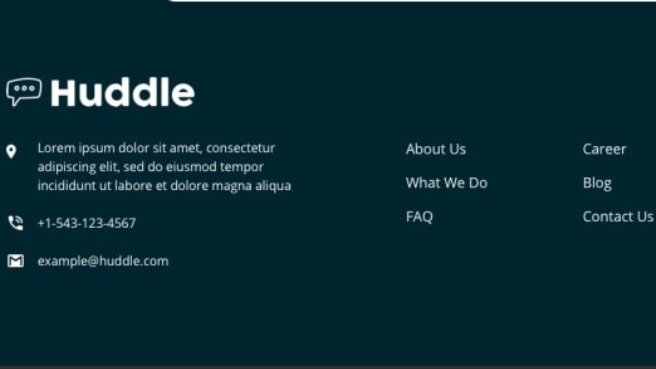 Huddle
Lorem ipsum dolor sit amet, consectetur
adipiscing elit, sed do eiusmod tempor
incididunt ut labore et dolore magna aliqua
+1-543-123-4567
example@huddle.com
About Us
What We Do
FAQ
Career
Blog
Contact Us